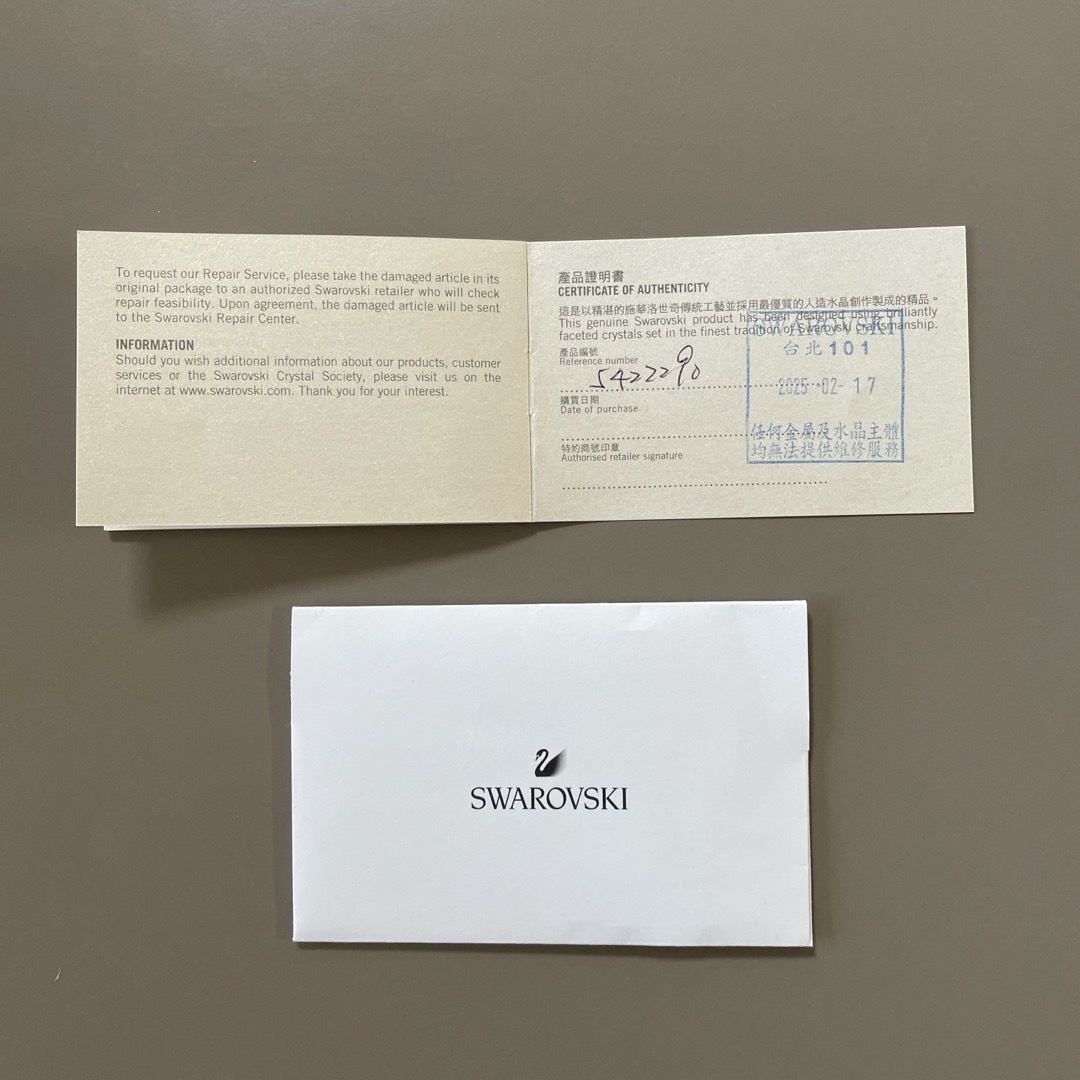 To request our Repair Service, please take the damaged article in its
original package to an authorized Swarovski retailer who will check
repair feasibility. Upon agreement, the damaged article will be sent
to the Swarovski Repair Center.
INFORMATION
Should you wish additional information about our products, customer
services or the Swarovski Crystal Society, please visit us on the
internet at www.swarovski.com. Thank you for your interest.
產品證明書
CERTIFICATE OF AUTHENTICITY
這是以精湛的施華洛世奇傳統工藝並採用最優質的人造水晶創作製成的精品。
This genuine Swarovski product has been designed using brilliantly
faceted crystals set in the finest tradition of Swarovski craftsmanship.
產品編號
Reference number
5422290
購買日期
Date of purchase
特約商號印章
Authorised retailer signature
SWAROVSKI
台北101
2025-02-17
任何金屬及水晶主體
均無法提供維修服務
SWAROVSKI